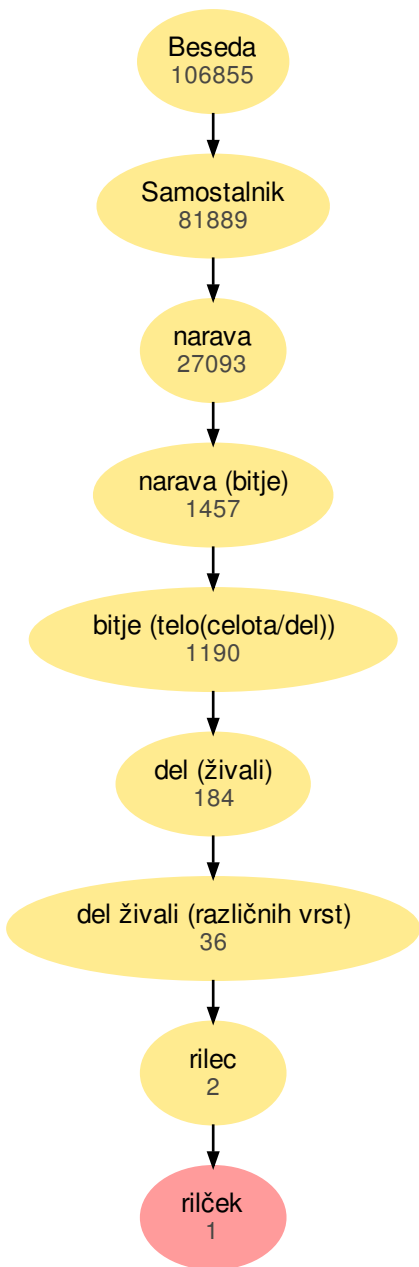 Beseda
106855
Samostalnik
81889
narava
27093
narava (bitje)
1457
bitje (telo(celota/del))
1190
del (živali)
184
del živali (različnih vrst)
36
rilec
2
rilček
1